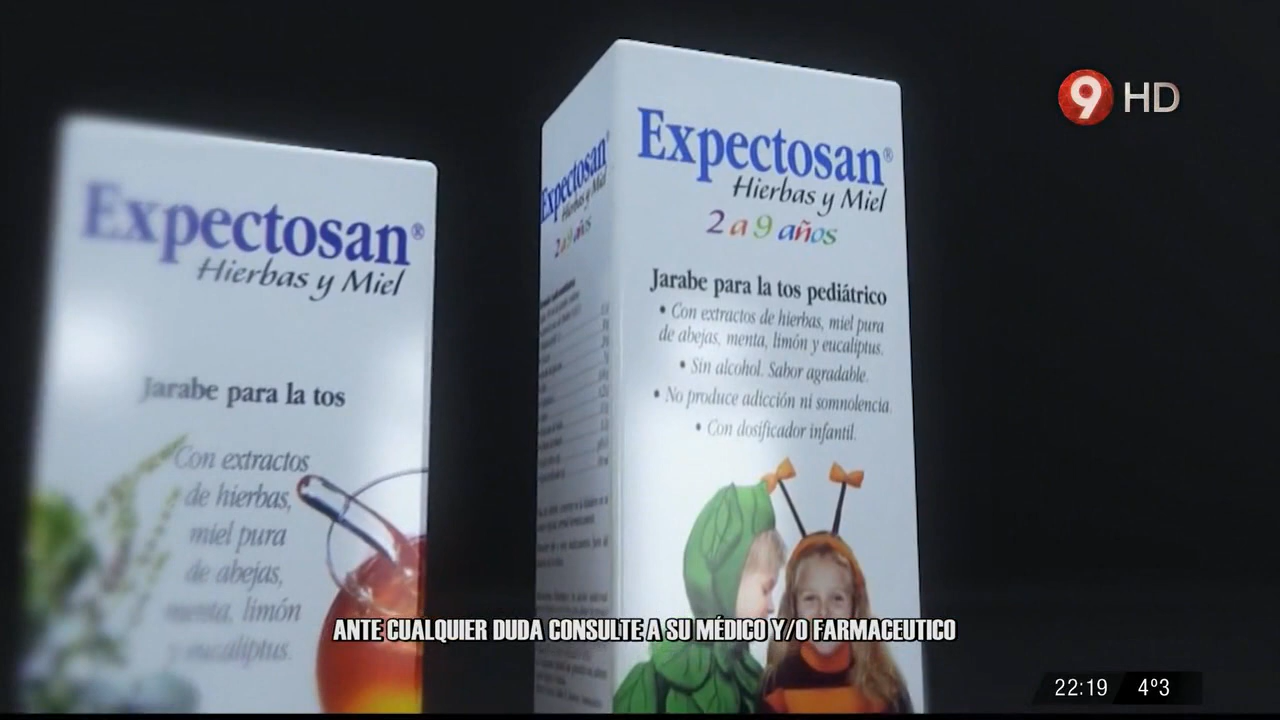 9 HD
Expectosan®
Hierbas y Miel
Jarabe para la tos
Con extractos
de hierbas,
miel pura
de abejas,
menta, limón
y eucaliptus.
Expectosan®
Hierbas y Miel
2 a 9 años
Expectosan®
Hierbas y Miel
2 a 9 años
Jarabe para la tos pediátrico
• Con extractos de hierbas, miel pura
de abejas, menta, limón y eucaliptus.
• Sin alcohol. Sabor agradable.
• No produce adicción ni somnolencia.
• Con dosificador infantil.
ANTE CUALQUIER DUDA CONSULTE A SU MÉDICO Y/O FARMACEUTICO
22:19 4º3